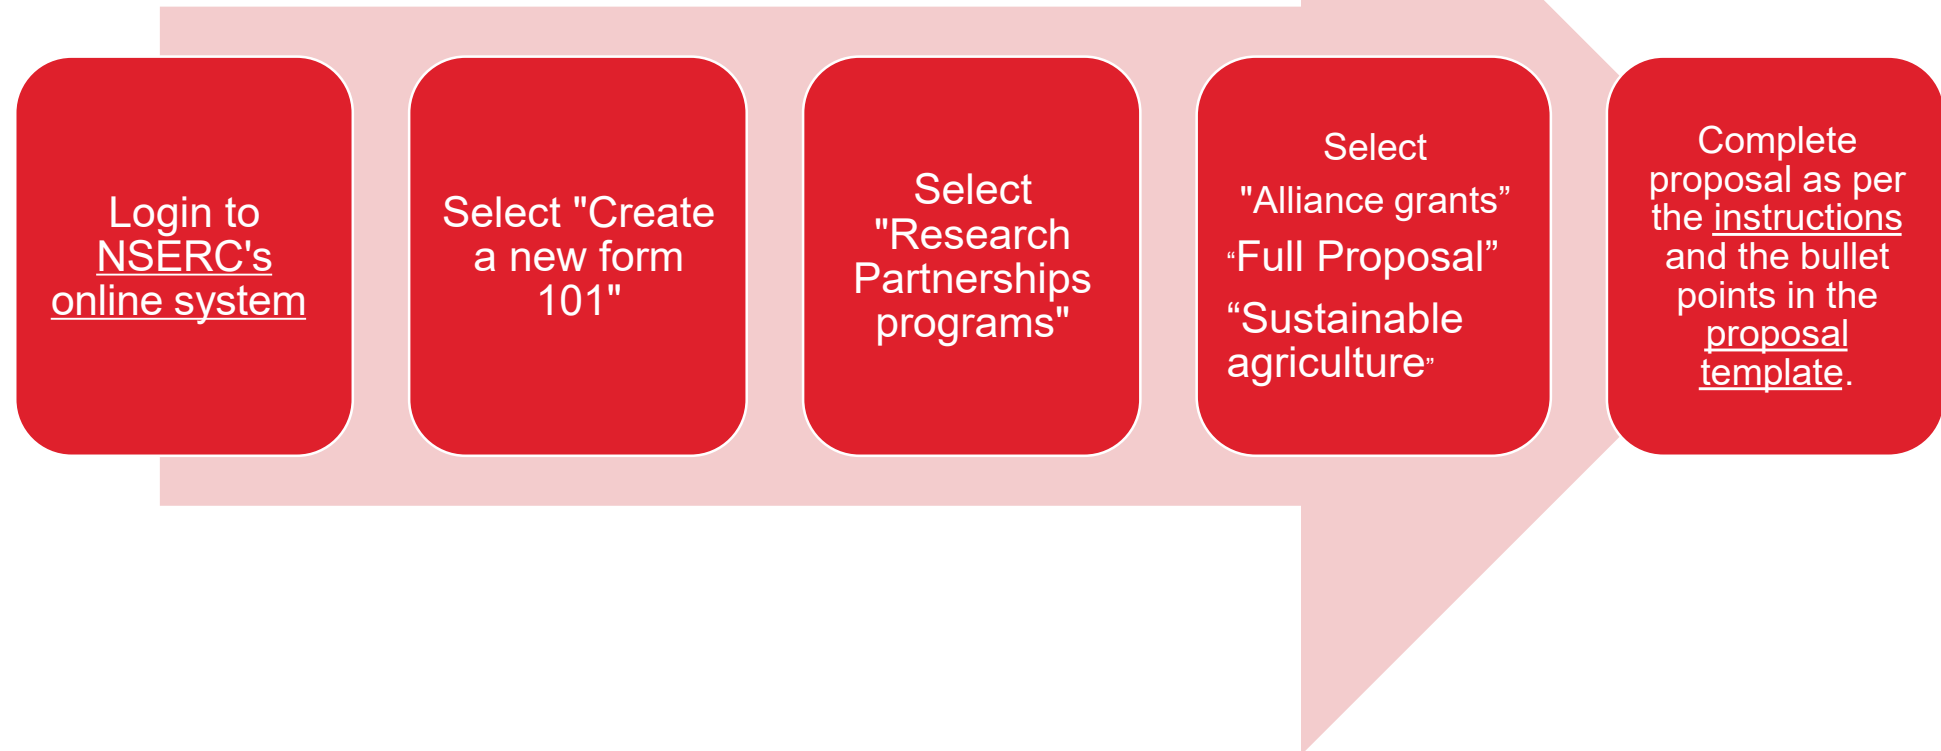 Login to
NSERC's
online system
Select "Create
a new form
101"
Select
"Research
Partnerships
programs"
Select
"Alliance grants”
“Full Proposal”
“Sustainable
agriculture”
Complete
proposal as per
the instructions
and the bullet
points in the
proposal
template.